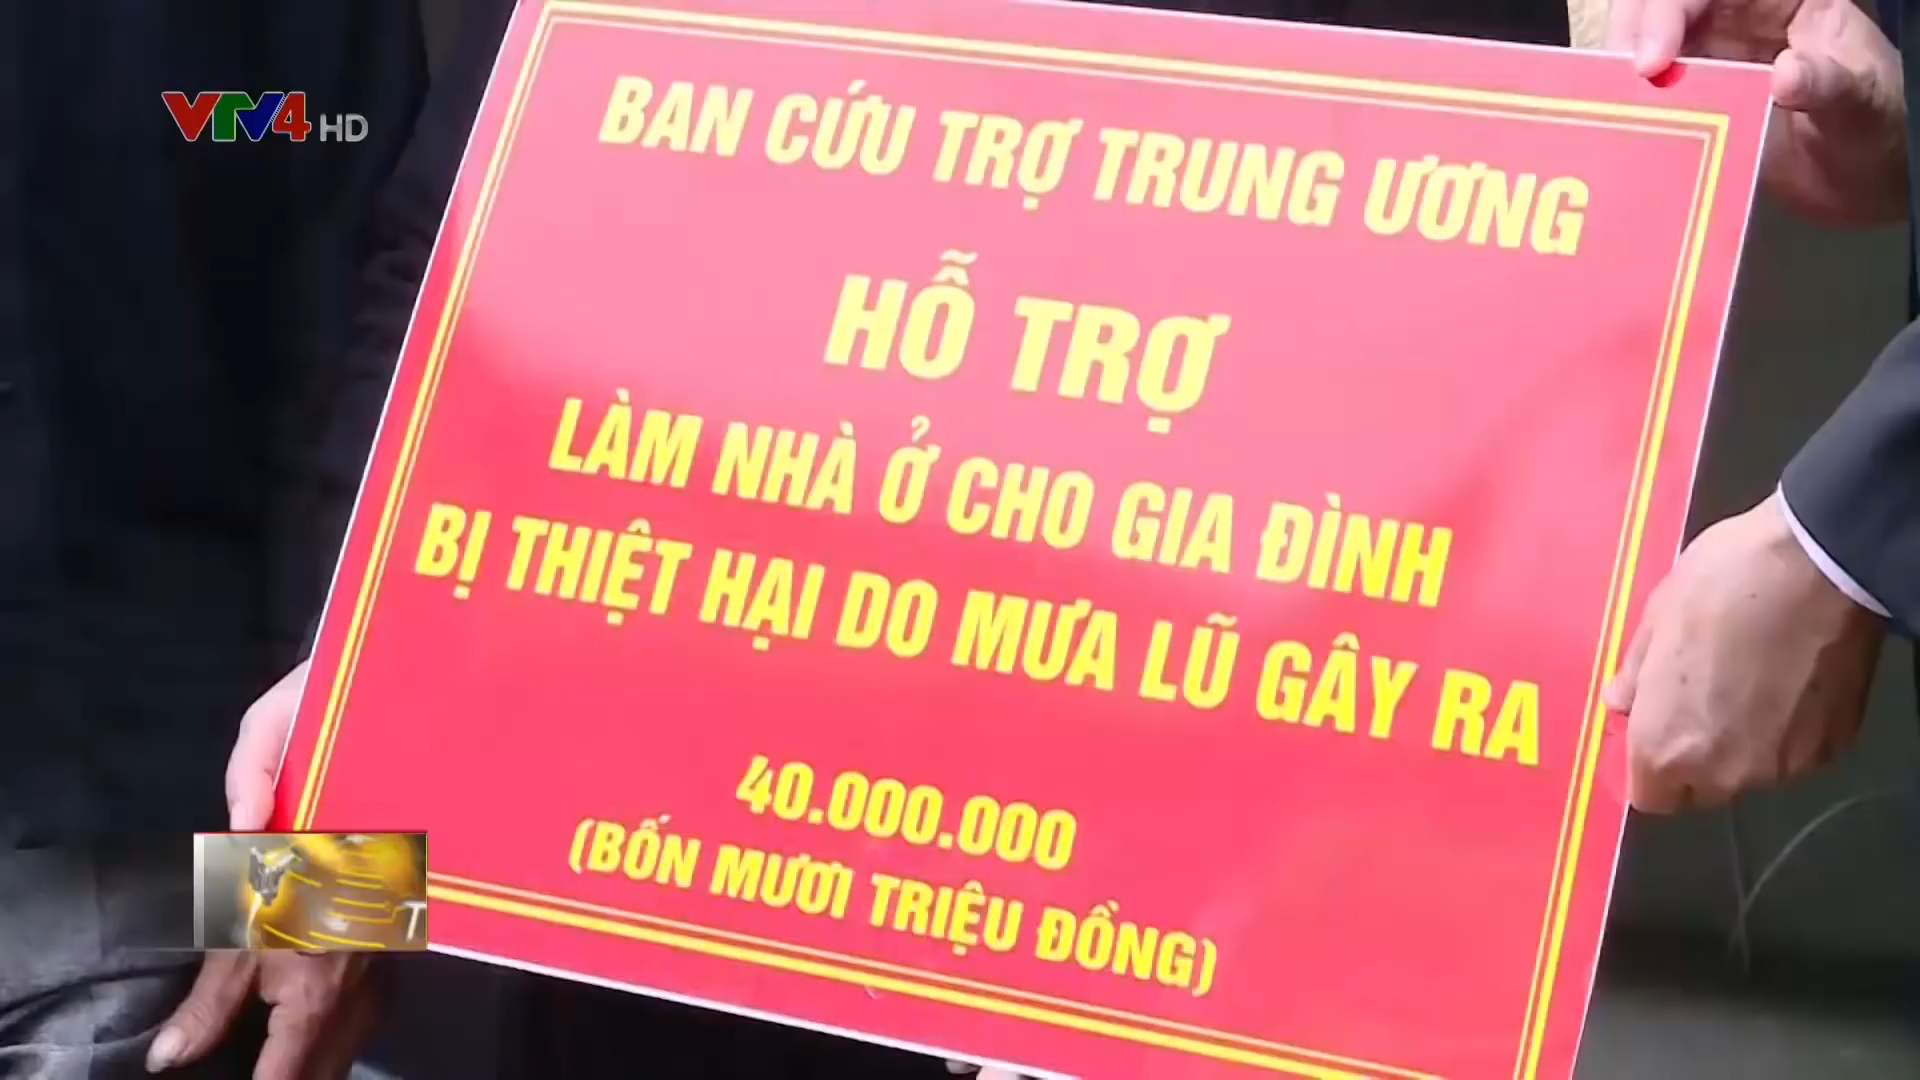 VTV4 HD
BAN CỨU TRỢ TRUNG ƯƠNG
HỖ TRỢ
LÀM NHÀ Ở CHO GIA ĐÌNH
BỊ THIỆT HẠI DO MƯA LŨ GÂY RA
40.000.000
(BỐN MƯƠI TRIỆU ĐỒNG)
T